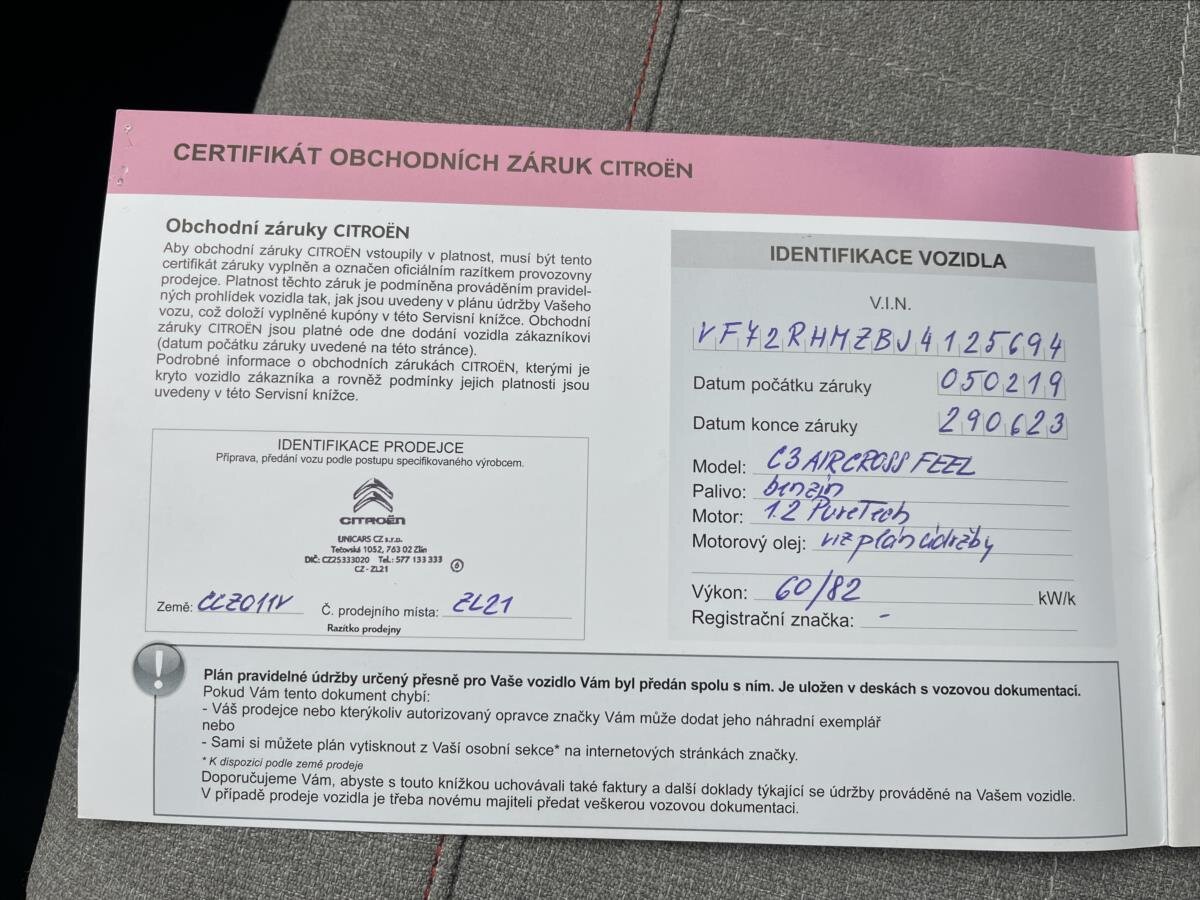 CERTIFIKÁT OBCHODNÍCH ZÁRUK CITROËN
Obchodní záruky CITROËN
Aby obchodní záruky CITROËN vstoupily v platnost, musí být tento
certifikát záruky vyplněn a označen oficiálním razítkem provozovny
prodejce. Platnost těchto záruk je podmíněna prováděním pravidel-
ných prohlídek vozidla tak, jak jsou uvedeny v plánu údržby Vašeho
vozu, což doloží vyplněné kupóny v této Servisní knížce. Obchodní
záruky CITROËN jsou platné ode dne dodání vozidla zákazníkovi
(datum počátku záruky uvedené na této stránce).
Podrobné informace o obchodních zárukách CITROËN, kterými je
kryto vozidlo zákazníka a rovněž podmínky jejich platnosti jsou
uvedeny v této Servisní knížce.
IDENTIFIKACE PRODEJCE
Příprava, předání vozu podle postupu specifikovaného výrobcem.
CITROËN
UNICARS CZ s.r.o.
Tečovská 1052, 763 02 Zlín
DIČ: CZ25333020 Tel.: 577 133 333
CZ - ZL21
6
Země: CCZ011V Č. prodejního místa: ZL21
Razítko prodejny
IDENTIFIKACE VOZIDLA
V.I.N.
VF72RHMZBJ4125694
Datum počátku záruky 050219
Datum konce záruky 290623
Model: C3 AIRCROSS FEEL
Palivo: benzín
Motor: 1.2 PureTech
Motorový olej: viz plán údržby
Výkon: 60/82 kW/k
Registrační značka: -
Plán pravidelné údržby určený přesně pro Vaše vozidlo Vám byl předán spolu s ním. Je uložen v deskách s vozovou dokumentací.
Pokud Vám tento dokument chybí:
- Váš prodejce nebo kterýkoliv autorizovaný opravce značky Vám může dodat jeho náhradní exemplář
nebo
- Sami si můžete plán vytisknout z Vaší osobní sekce* na internetových stránkách značky.
* K dispozici podle země prodeje
Doporučujeme Vám, abyste s touto knížkou uchovávali také faktury a další doklady týkající se údržby prováděné na Vašem vozidle.
V případě prodeje vozidla je třeba novému majiteli předat veškerou vozovou dokumentaci.